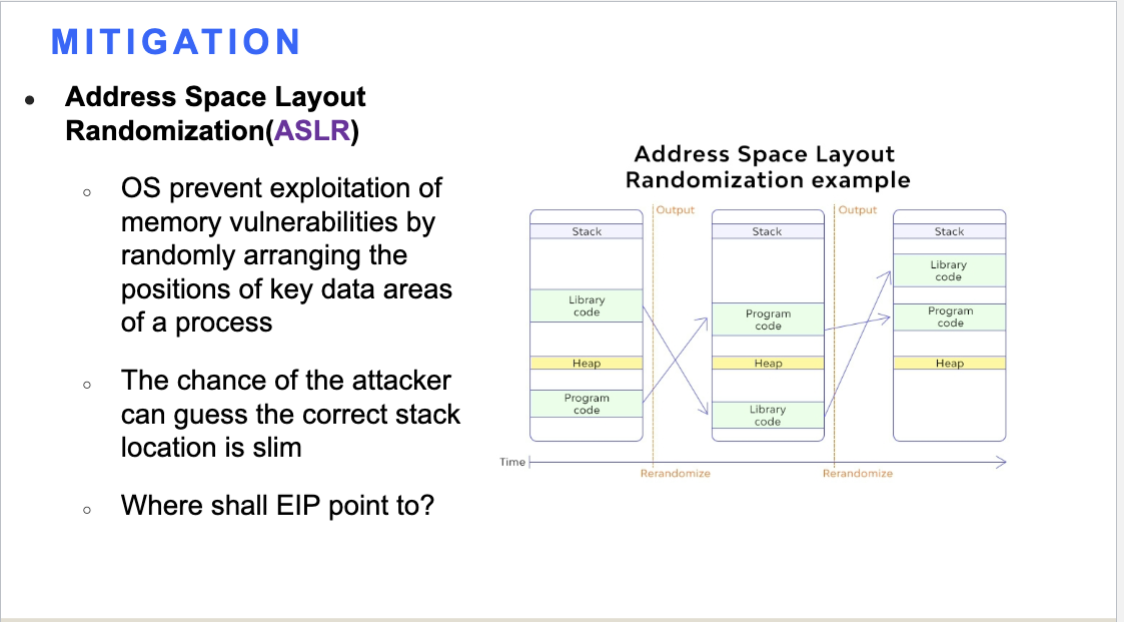 MITIGATION
● Address Space Layout
Randomization(ASLR)
○ OS prevent exploitation of
memory vulnerabilities by
randomly arranging the
positions of key data areas
of a process
○ The chance of the attacker
can guess the correct stack
location is slim
○ Where shall EIP point to?
Address Space Layout
Randomization example
Output
Output
Stack
Library
code
Heap
Program
code
Stack
Program
code
Heap
Library
code
Stack
Library
code
Program
code
Heap
Time
Rerandomize
Rerandomize